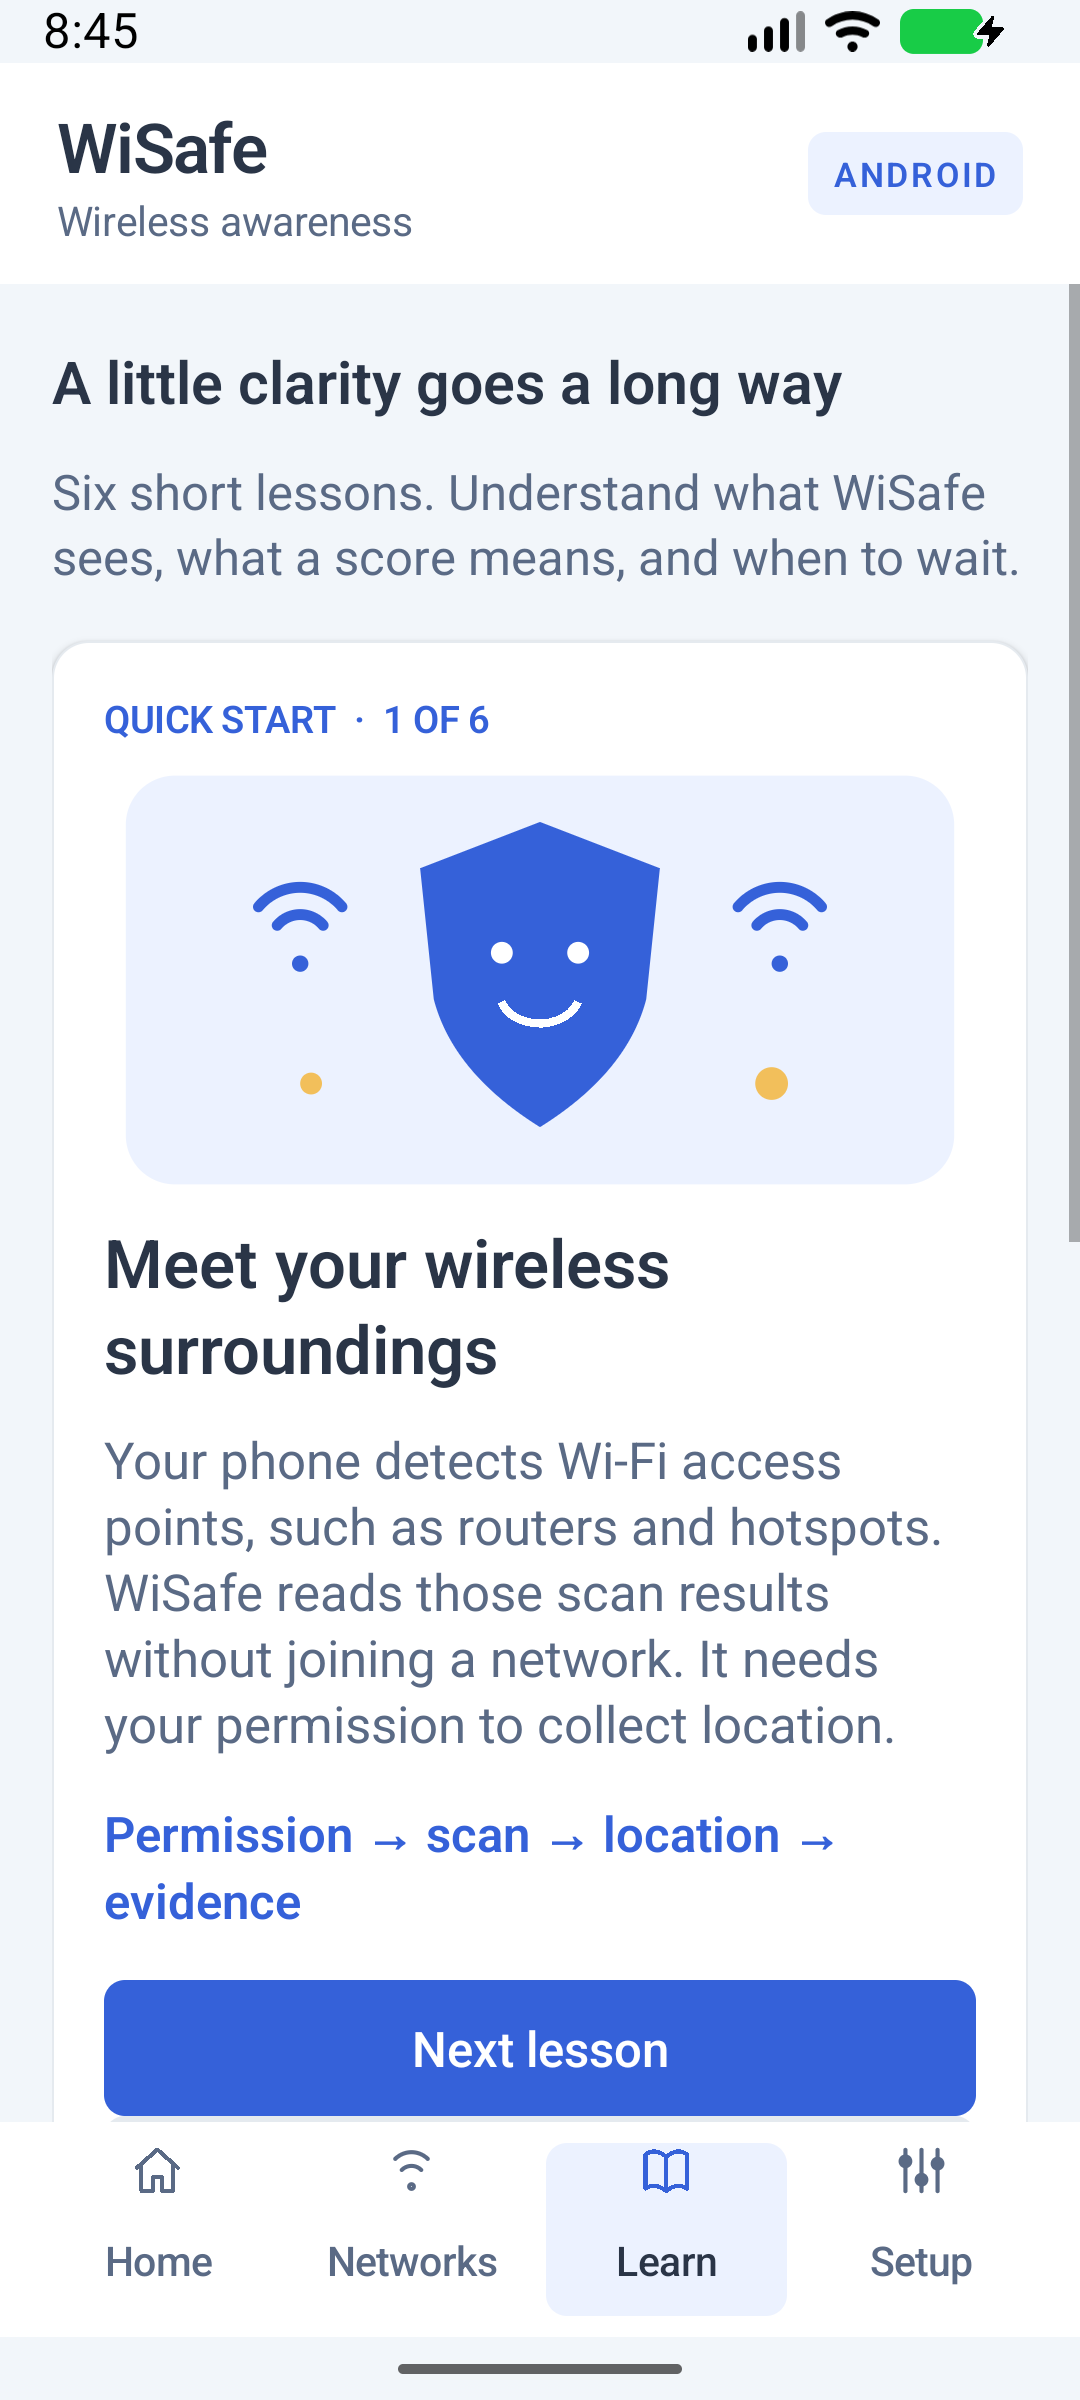 8:45
WiSafe
Wireless awareness
ANDROID
A little clarity goes a long way
Six short lessons. Understand what WiSafe
sees, what a score means, and when to wait.
QUICK START · 1 OF 6
Meet your wireless
surroundings
Your phone detects Wi-Fi access
points, such as routers and hotspots.
WiSafe reads those scan results
without joining a network. It needs
your permission to collect location.
Permission → scan → location →
evidence
Next lesson
Home
Networks
Learn
Setup